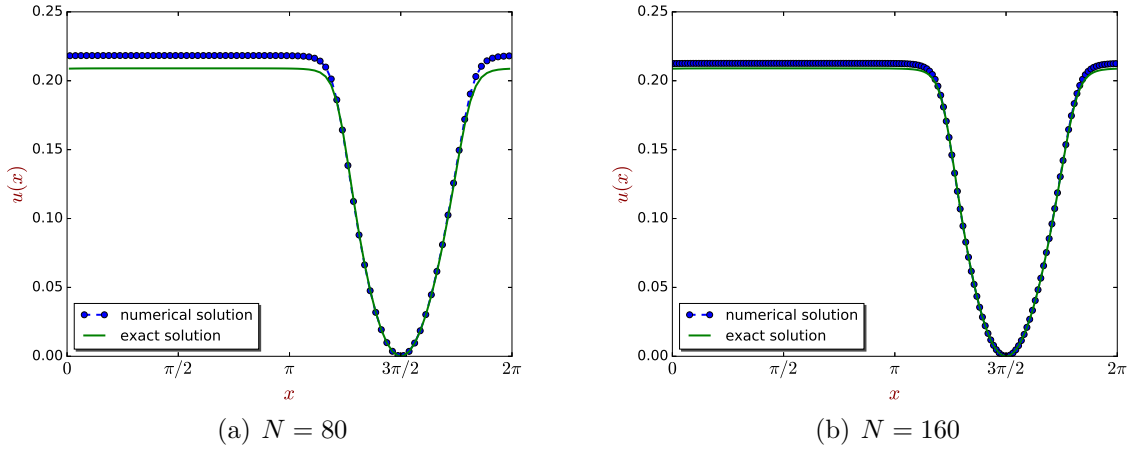 0.25
0.20
0.15
0.10
0.05
0.00
u(x)
numerical solution
exact solution
0 π/2 π 3π/2 2π
x
(a) N = 80
0.25
0.20
0.15
0.10
0.05
0.00
u(x)
numerical solution
exact solution
0 π/2 π 3π/2 2π
x
(b) N = 160